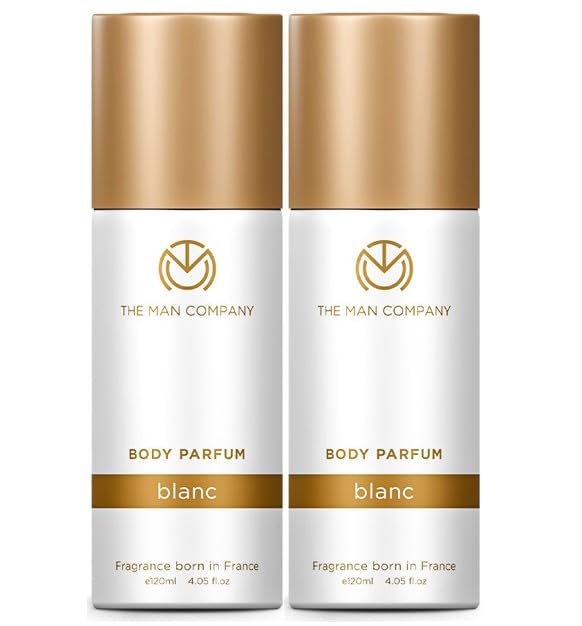 THE MAN COMPANY
BODY PARFUM
blanc
Fragrance born in France
e120ml 4.05 fl.oz
THE MAN COMPANY
BODY PARFUM
blanc
Fragrance born in France
e120ml 4.05 fl.oz